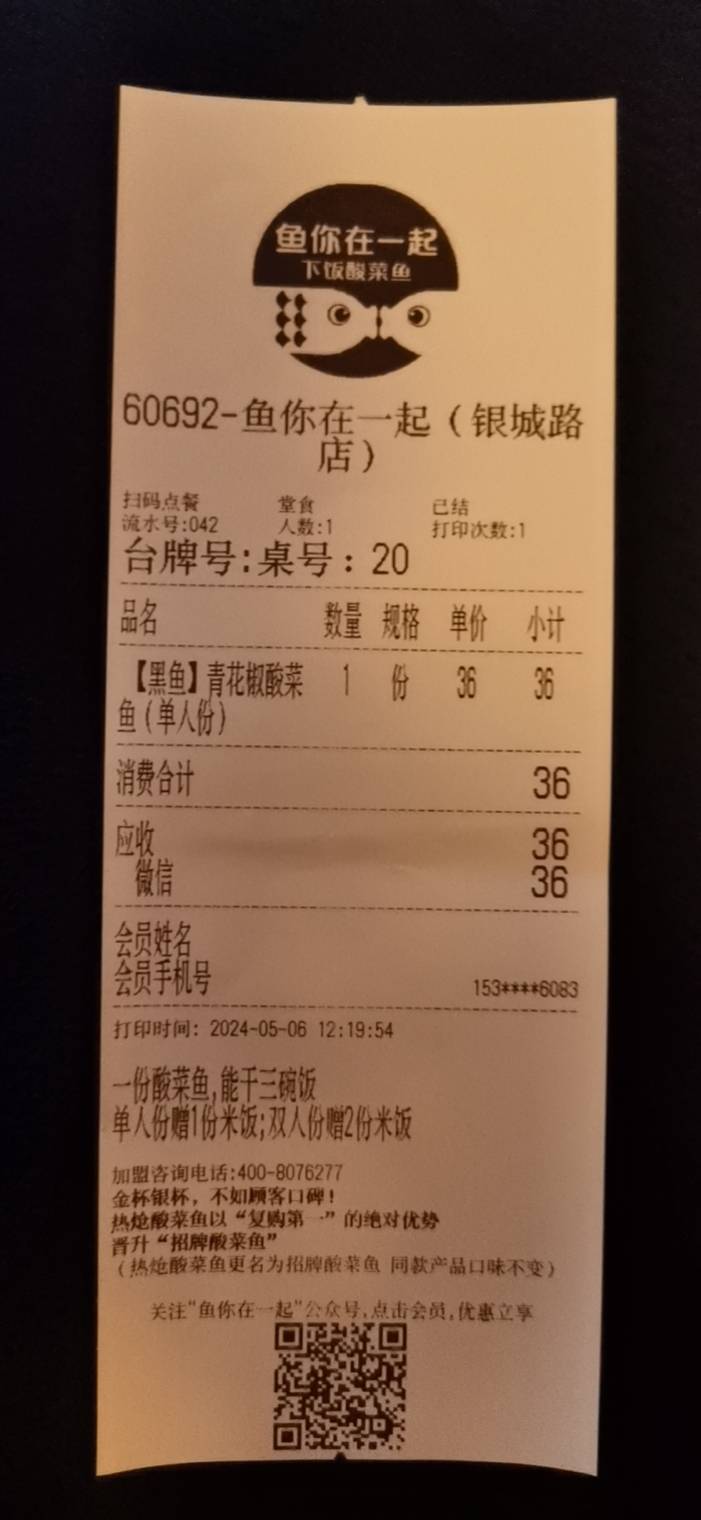 鱼你在一起
下饭酸菜鱼
60692-鱼你在一起（银城路
店）
扫码点餐 堂食 已结
流水号:042 人数:1 打印次数:1
台牌号:桌号：20
品名 数量 规格 单价 小计
【黑鱼】青花椒酸菜 1 份 36 36
鱼（单人份）
消费合计 36
应收 36
微信 36
会员姓名
会员手机号 153****6083
打印时间: 2024-05-06 12:19:54
一份酸菜鱼,能干三碗饭
单人份赠1份米饭;双人份赠2份米饭
加盟咨询电话:400-8076277
金杯银杯，不如顾客口碑！
热炝酸菜鱼以“复购第一”的绝对优势
晋升“招牌酸菜鱼”
（热炝酸菜鱼更名为招牌酸菜鱼 同款产品口味不变）
关注"鱼你在一起"公众号,点击会员,优惠立享